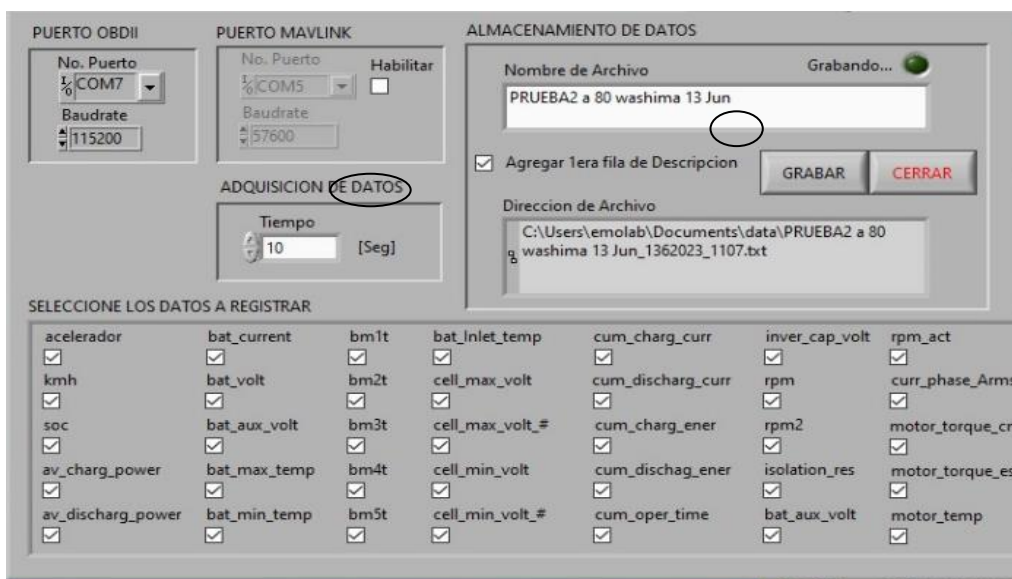 PUERTO OBDII
No. Puerto
COM7
Baudrate
115200
PUERTO MAVLINK
No. Puerto
COM5
Habilitar
Baudrate
57600
ADQUISICION DE DATOS
Tiempo
10 [Seg]
ALMACENAMIENTO DE DATOS
Nombre de Archivo
Grabando...
PRUEBA2 a 80 washima 13 Jun
Agregar 1era fila de Descripcion
GRABAR
CERRAR
Direccion de Archivo
C:\Users\emolab\Documents\data\PRUEBA2 a 80
washima 13 Jun_1362023_1107.txt
SELECCIONE LOS DATOS A REGISTRAR
acelerador bat_current bm1t bat_Inlet_temp cum_charg_curr inver_cap_volt rpm_act
kmh bat_volt bm2t cell_max_volt cum_discharg_curr rpm curr_phase_Arms
soc bat_aux_volt bm3t cell_max_volt_# cum_charg_ener rpm2 motor_torque_cr
av_charg_power bat_max_temp bm4t cell_min_volt cum_dischag_ener isolation_res motor_torque_es
av_discharg_power bat_min_temp bm5t cell_min_volt_# cum_oper_time bat_aux_volt motor_temp